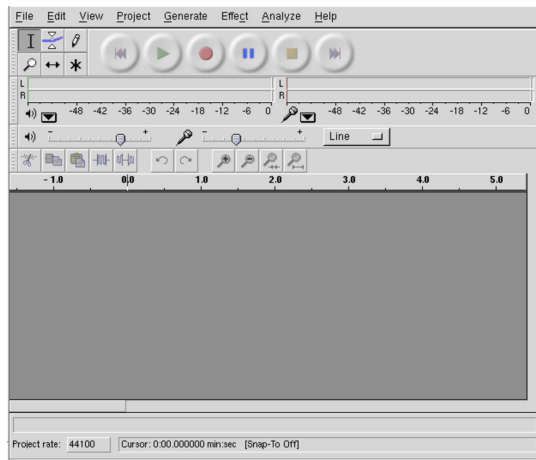 File Edit View Project Generate Effect Analyze Help
L L
R R
-48 -42 -36 -30 -24 -18 -12 -6 0 -48 -42 -36 -30 -24 -18 -12 -6 0
- + - + Line
- 1.0 0.0 1.0 2.0 3.0 4.0 5.0
Project rate: 44100 Cursor: 0:00.000000 min:sec [Snap-To Off]